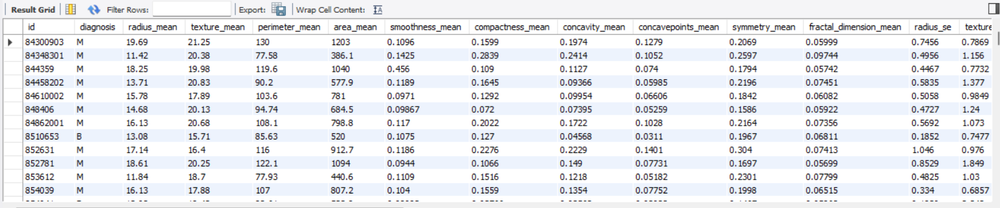 Result Grid Filter Rows: Export: Wrap Cell Content:
id diagnosis radius_mean texture_mean perimeter_mean area_mean smoothness_mean compactness_mean concavity_mean concavepoints_mean symmetry_mean fractal_dimension_mean radius_se texture
84300903 M 19.69 21.25 130 1203 0.1096 0.1599 0.1974 0.1279 0.2069 0.05999 0.7456 0.7869
84348301 M 11.42 20.38 77.58 386.1 0.1425 0.2839 0.2414 0.1052 0.2597 0.09744 0.4956 1.156
844359 M 18.25 19.98 119.6 1040 0.456 0.109 0.1127 0.074 0.1794 0.05742 0.4467 0.7732
84458202 M 13.71 20.83 90.2 577.9 0.1189 0.1645 0.09366 0.05985 0.2196 0.07451 0.5835 1.377
84610002 M 15.78 17.89 103.6 781 0.0971 0.1292 0.09954 0.06606 0.1842 0.06082 0.5058 0.9849
848406 M 14.68 20.13 94.74 684.5 0.09867 0.072 0.07395 0.05259 0.1586 0.05922 0.4727 1.24
84862001 M 16.13 20.68 108.1 798.8 0.117 0.2022 0.1722 0.1028 0.2164 0.07356 0.5692 1.073
8510653 B 13.08 15.71 85.63 520 0.1075 0.127 0.04568 0.0311 0.1967 0.06811 0.1852 0.7477
852631 M 17.14 16.4 116 912.7 0.1186 0.2276 0.2229 0.1401 0.304 0.07413 1.046 0.976
852781 M 18.61 20.25 122.1 1094 0.0944 0.1066 0.149 0.07731 0.1697 0.05699 0.8529 1.849
853612 M 11.84 18.7 77.93 440.6 0.1109 0.1516 0.1218 0.05182 0.2301 0.07799 0.4825 1.03
854039 M 16.13 17.88 107 807.2 0.104 0.1559 0.1354 0.07752 0.1998 0.06515 0.334 0.6857